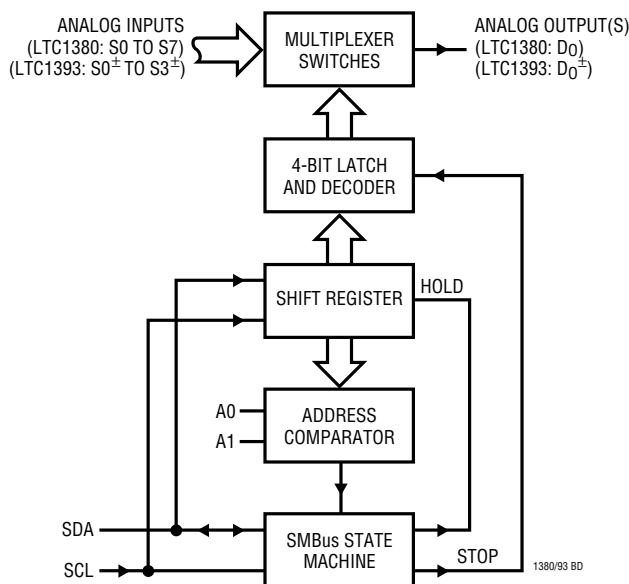 ANALOG INPUTS
(LTC1380: S0 TO S7)
(LTC1393: S0± TO S3±)
MULTIPLEXER
SWITCHES
ANALOG OUTPUT(S)
(LTC1380: DO)
(LTC1393: DO±)
4-BIT LATCH
AND DECODER
SHIFT REGISTER
HOLD
A0
A1
ADDRESS
COMPARATOR
SDA
SCL
SMBus STATE
MACHINE
STOP
1380/93 BD